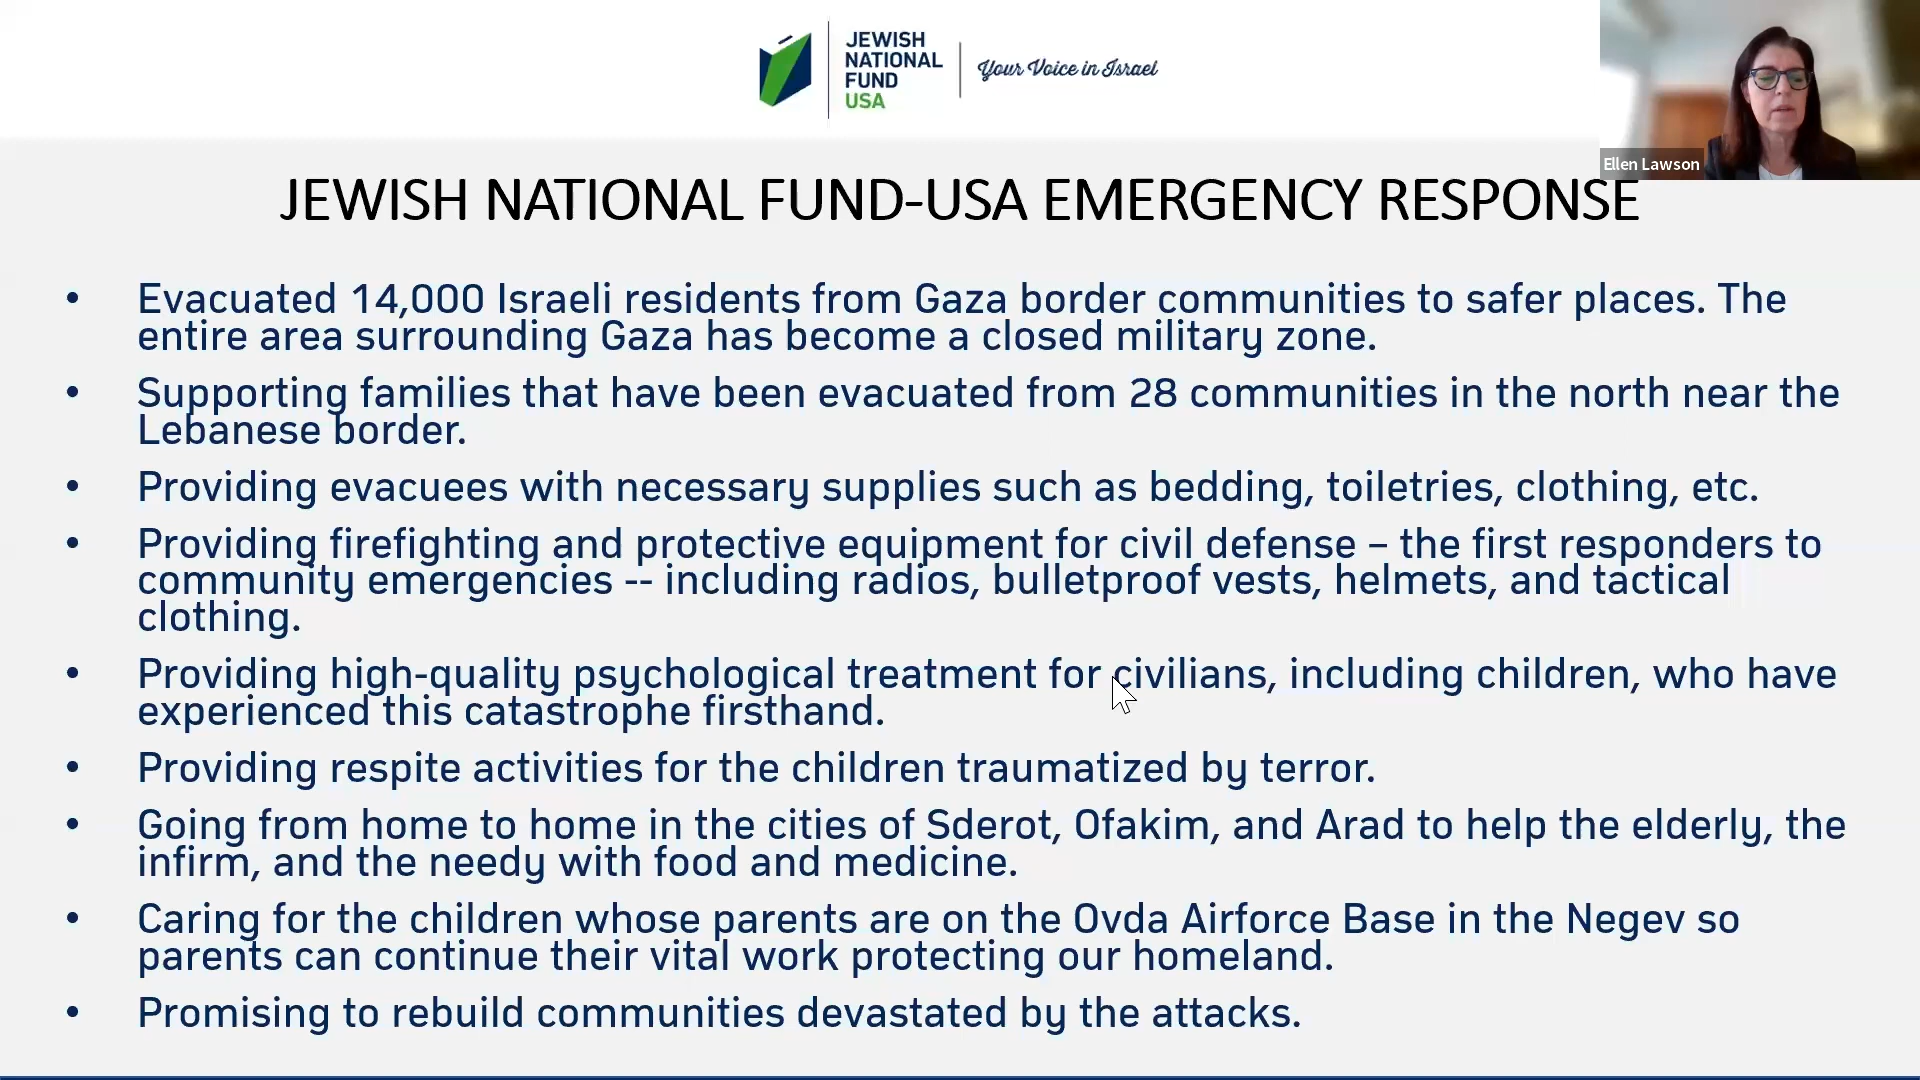 JEWISH
NATIONAL
FUND
USA
Your Voice in Israel
Ellen Lawson
JEWISH NATIONAL FUND-USA EMERGENCY RESPONSE
• Evacuated 14,000 Israeli residents from Gaza border communities to safer places. The
entire area surrounding Gaza has become a closed military zone.
• Supporting families that have been evacuated from 28 communities in the north near the
Lebanese border.
• Providing evacuees with necessary supplies such as bedding, toiletries, clothing, etc.
• Providing firefighting and protective equipment for civil defense – the first responders to
community emergencies -- including radios, bulletproof vests, helmets, and tactical
clothing.
• Providing high-quality psychological treatment for civilians, including children, who have
experienced this catastrophe firsthand.
• Providing respite activities for the children traumatized by terror.
• Going from home to home in the cities of Sderot, Ofakim, and Arad to help the elderly, the
infirm, and the needy with food and medicine.
• Caring for the children whose parents are on the Ovda Airforce Base in the Negev so
parents can continue their vital work protecting our homeland.
• Promising to rebuild communities devastated by the attacks.